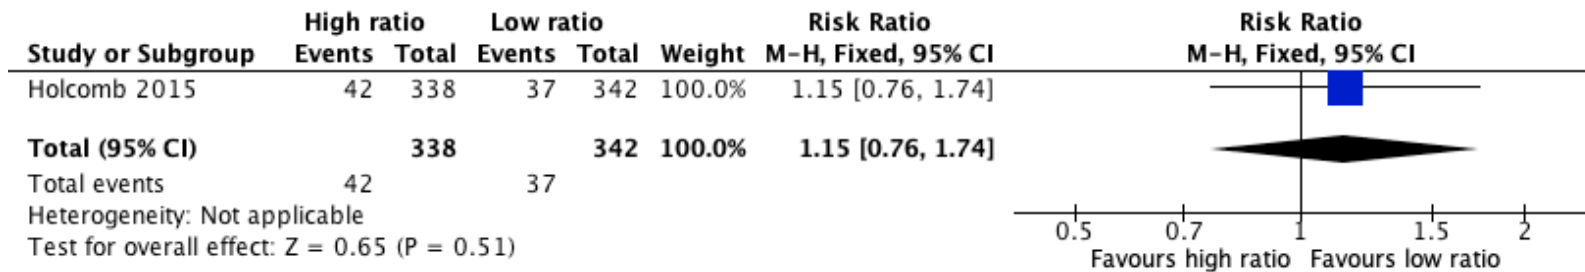 High ratio Low ratio Risk Ratio Risk Ratio
Study or Subgroup Events Total Events Total Weight M-H, Fixed, 95% CI M-H, Fixed, 95% CI
Holcomb 2015 42 338 37 342 100.0% 1.15 [0.76, 1.74]
Total (95% CI) 338 342 100.0% 1.15 [0.76, 1.74]
Total events 42 37
Heterogeneity: Not applicable
Test for overall effect: Z = 0.65 (P = 0.51)
0.5 0.7 1 1.5 2
Favours high ratio Favours low ratio